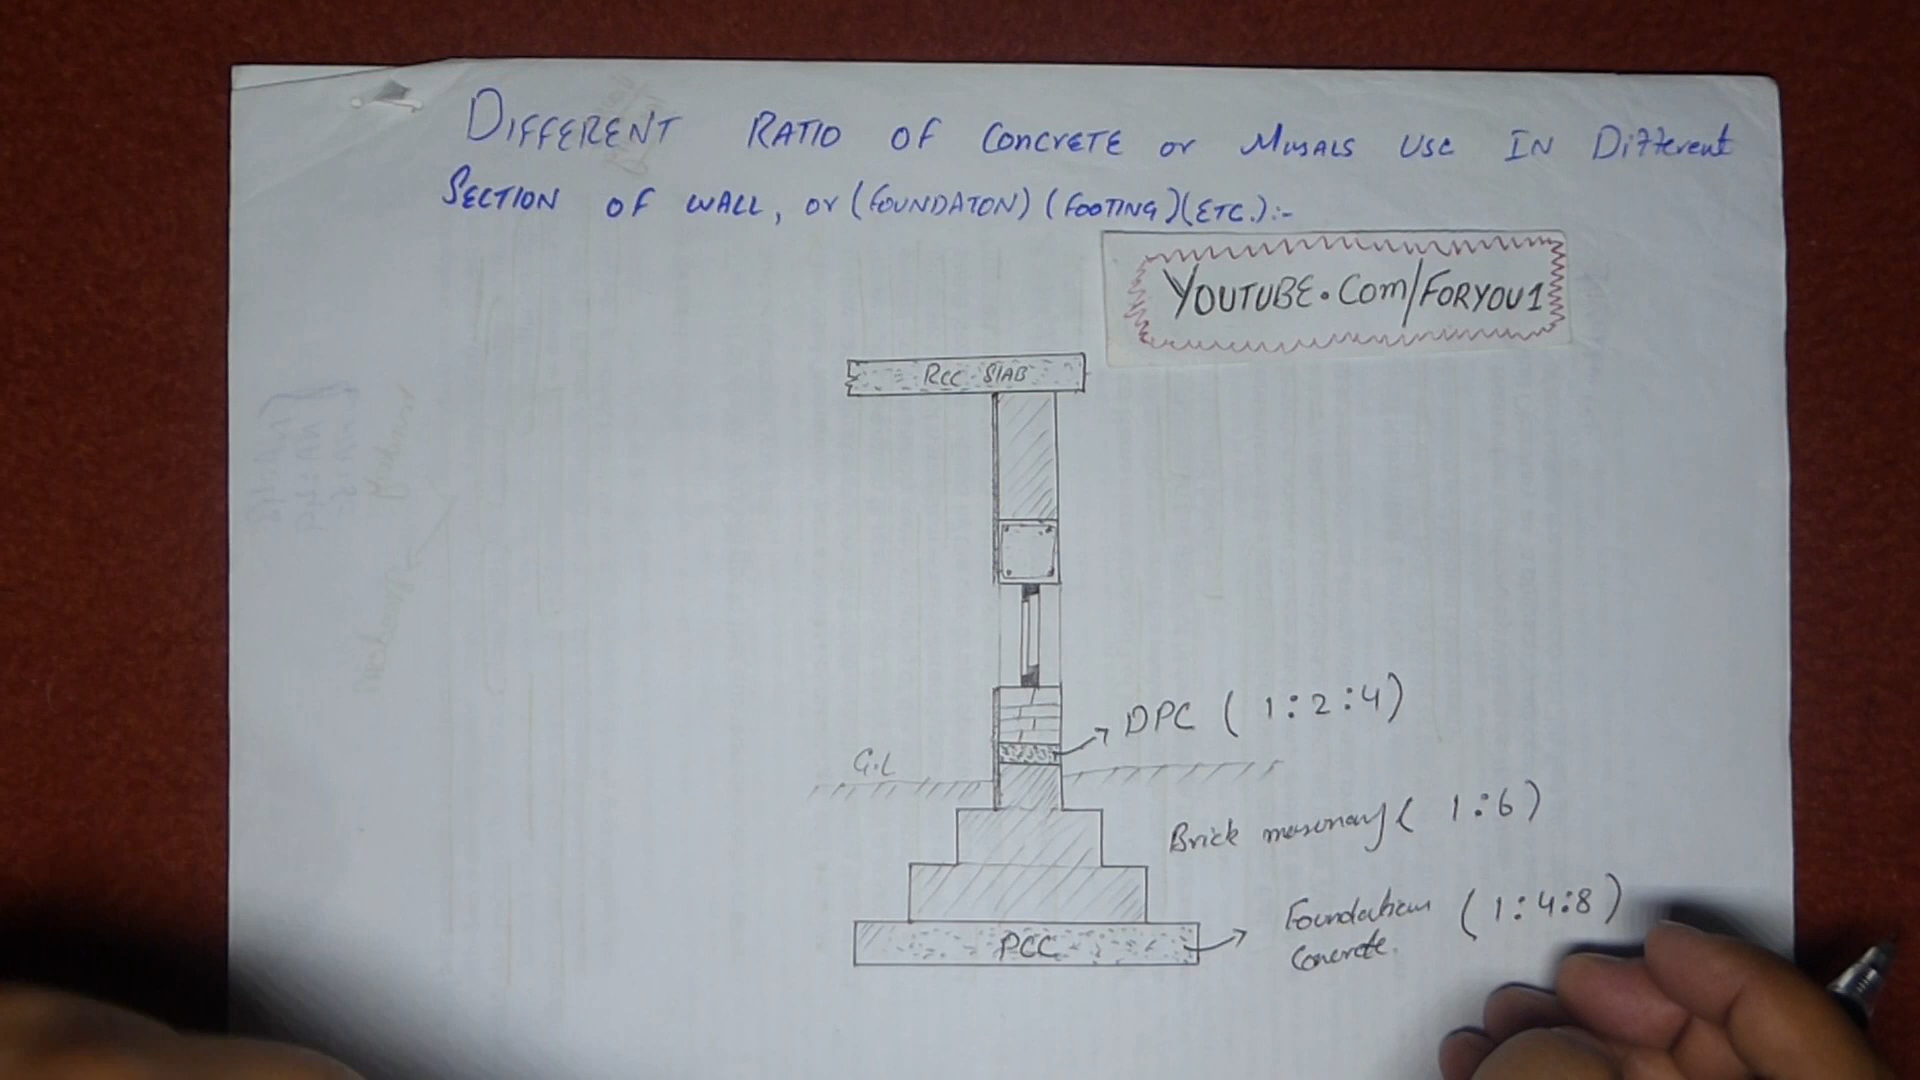 DIFFERENT RATIO OF CONCRETE or MUSALS USE IN Different
SECTION OF WALL, or (FOUNDATON) (FOOTING)(ETC.):-
YOUTUBE.Com/FORYOU1
RCC SLAB
DPC (1:2:4)
G.L
Brick (1:6)
Foundation (1:4:8)
Concrete.
PCC